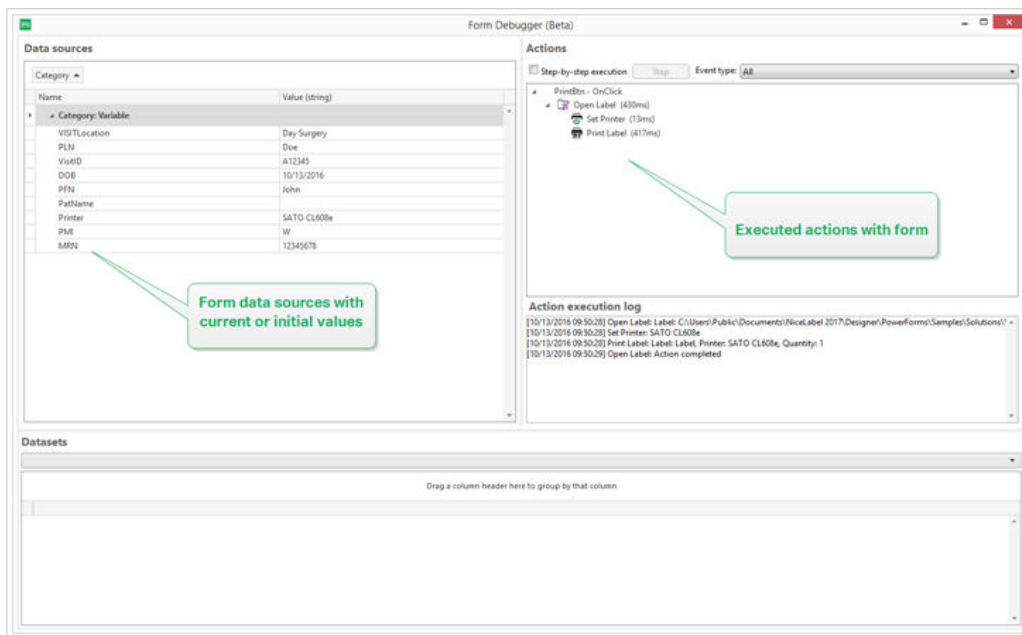 Form Debugger (Beta)
Data sources
Category
Name Value (string)
Category: Variable
VISITLocation Day Surgery
PLN Doe
VisitID A12345
DOB 10/13/2016
PFN John
PatName
Printer SATO CL608e
PMI W
MRN 12345678
Form data sources with
current or initial values
Actions
Step-by-step execution Step Event type: All
PrintBtn - OnClick
Open Label (430ms)
Set Printer (13ms)
Print Label (417ms)
Executed actions with form
Action execution log
[10/13/2016 09:50:28] Open Label: Label: C:\Users\Public\Documents\NiceLabel 2017\Designer\PowerForms\Samples\Solutions\
[10/13/2016 09:50:28] Set Printer: SATO CL608e
[10/13/2016 09:50:28] Print Label: Label: Label, Printer: SATO CL608e, Quantity: 1
[10/13/2016 09:50:29] Open Label: Action completed
Datasets
Drag a column header here to group by that column